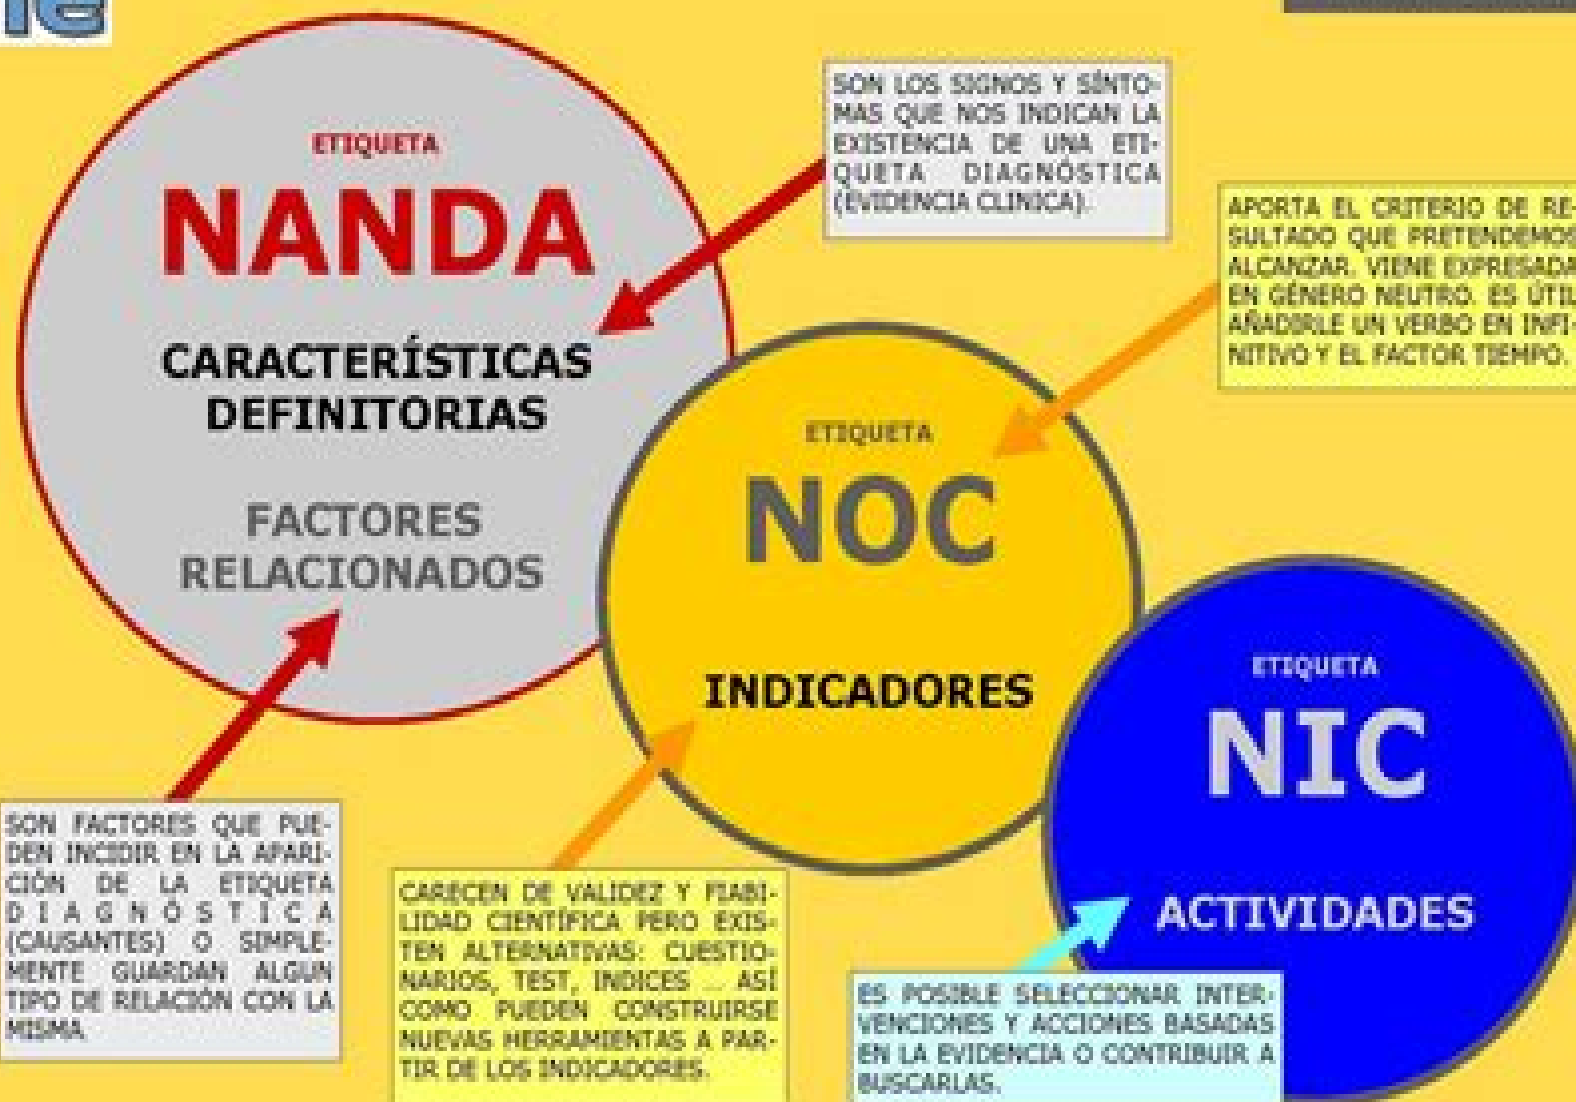 ETIQUETA
NANDA
CARACTERÍSTICAS
DEFINITORIAS
FACTORES
RELACIONADOS
SON LOS SIGNOS Y SÍNTO-
MAS QUE NOS INDICAN LA
EXISTENCIA DE UNA ETI-
QUETA DIAGNÓSTICA
(EVIDENCIA CLINICA).
APORTA EL CRITERIO DE RE-
SULTADO QUE PRETENDEMOS
ALCANZAR. VIENE EXPRESADA
EN GÉNERO NEUTRO. ES ÚTIL
AÑADIRLE UN VERBO EN INFI-
NITIVO Y EL FACTOR TIEMPO.
ETIQUETA
NOC
INDICADORES
ETIQUETA
NIC
ACTIVIDADES
SON FACTORES QUE PUE-
DEN INCIDIR EN LA APARI-
CIÓN DE LA ETIQUETA
DIAGNÓSTICA
(CAUSANTES) O SIMPLE-
MENTE GUARDAN ALGUN
TIPO DE RELACIÓN CON LA
MISMA
CARECEN DE VALIDEZ Y FIABI-
LIDAD CIENTÍFICA PERO EXIS-
TEN ALTERNATIVAS: CUESTIO-
NARIOS, TEST, INDICES ... ASÍ
COMO PUEDEN CONSTRUIRSE
NUEVAS HERRAMIENTAS A PAR-
TIR DE LOS INDICADORES.
ES POSIBLE SELECCIONAR INTER-
VENCIONES Y ACCIONES BASADAS
EN LA EVIDENCIA O CONTRIBUIR A
BUSCARLAS.